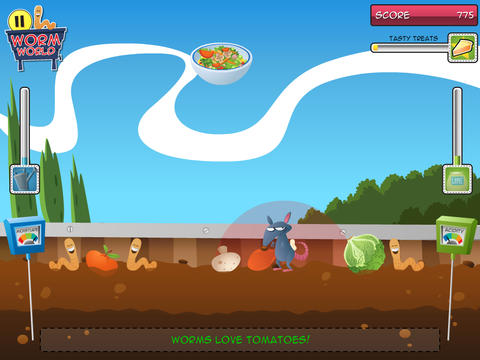 WORM
WORLD
SCORE 775
TASTY TREATS
MOISTURE
ACIDITY
WORMS LOVE TOMATOES!